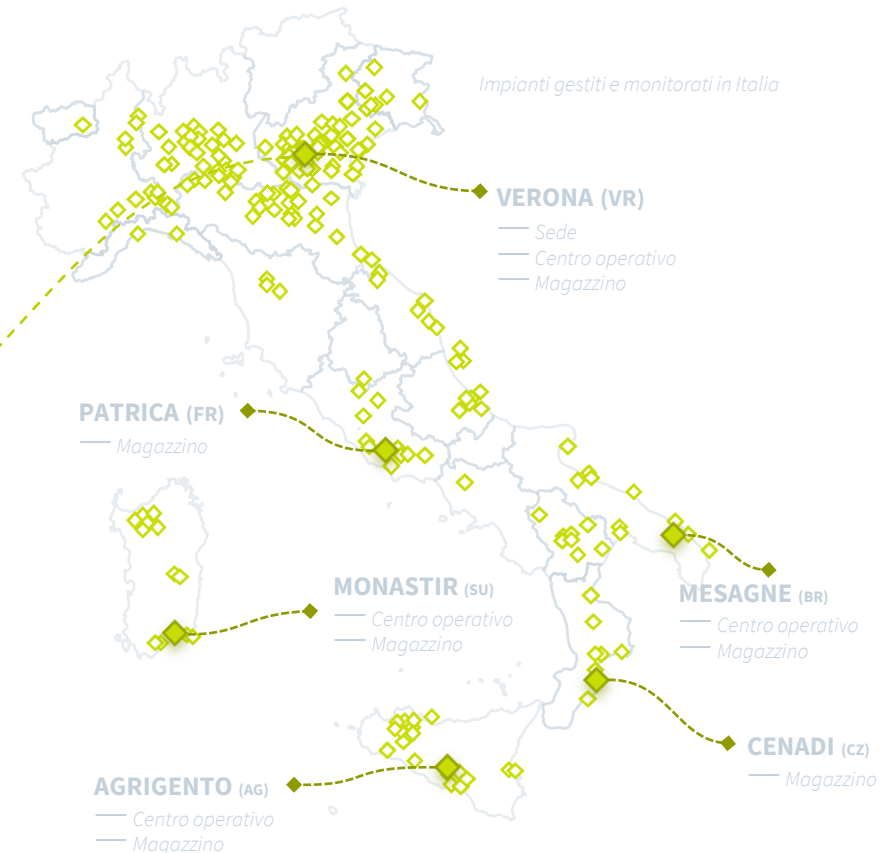 Impianti gestiti e monitorati in Italia
VERONA (VR)
Sede
Centro operativo
Magazzino
PATRICA (FR)
Magazzino
MONASTIR (SU)
Centro operativo
Magazzino
MESAGNE (BR)
Centro operativo
Magazzino
CENADI (CZ)
Magazzino
AGRIGENTO (AG)
Centro operativo
Magazzino